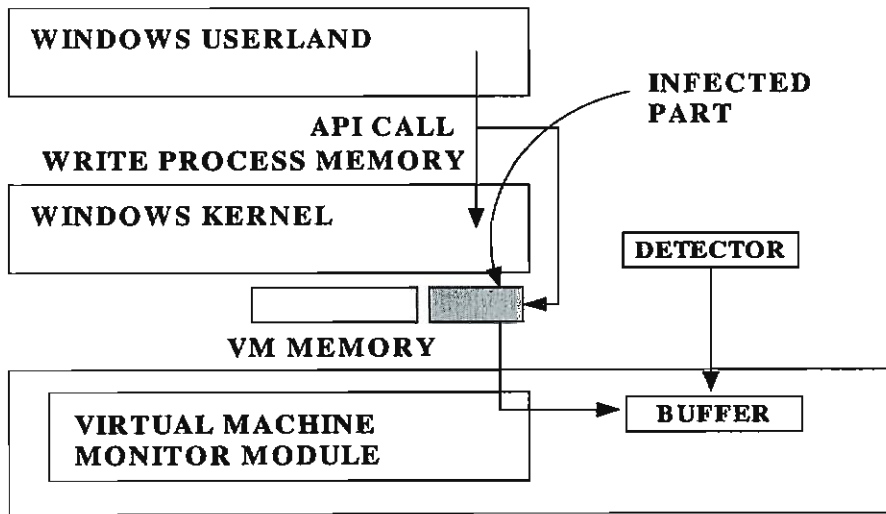 WINDOWS USERLAND
INFECTED
PART
API CALL
WRITE PROCESS MEMORY
WINDOWS KERNEL
DETECTOR
VM MEMORY
VIRTUAL MACHINE
MONITOR MODULE
BUFFER